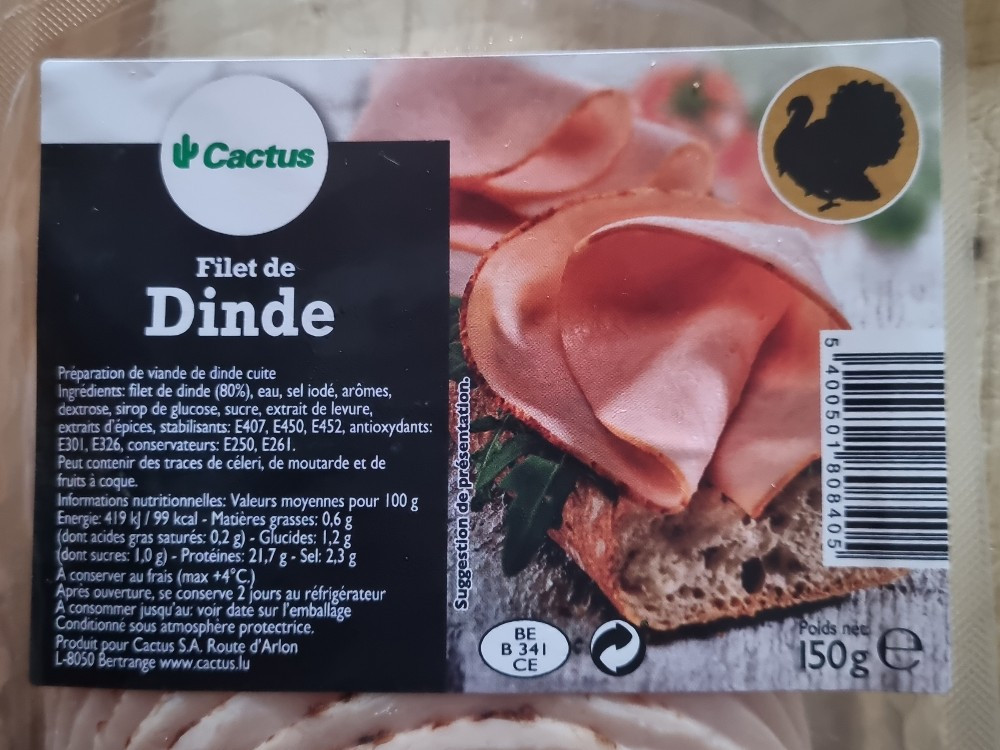 Cactus
Filet de
Dinde
Préparation de viande de dinde cuite
Ingrédients: filet de dinde (80%), eau, sel iodé, arômes,
dextrose, sirop de glucose, sucre, extrait de levure,
extraits d'épices, stabilisants: E407, E450, E452, antioxydants:
E301, E326, conservateurs: E250, E261.
Peut contenir des traces de céleri, de moutarde et de
fruits à coque.
Informations nutritionnelles: Valeurs moyennes pour 100 g
Energie: 419 kJ / 99 kcal - Matières grasses: 0,6 g
(dont acides gras saturés: 0,2 g) - Glucides: 1,2 g
(dont sucres: 1,0 g) - Protéines: 21,7 g - Sel: 2,3 g
À conserver au frais (max +4°C.)
Après ouverture, se conserve 2 jours au réfrigérateur
A consommer jusqu'au: voir date sur l'emballage
Conditionné sous atmosphère protectrice.
Produit pour Cactus S.A. Route d'Arlon
L-8050 Bertrange www.cactus.lu
Suggestion de présentation.
BE
B 341
CE
5 400501 808405
Poids net:
150g e